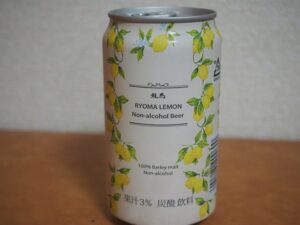 龍馬
RYOMA LEMON
Non-alcohol Beer
100% Barley malt
Non-alcohol
果汁3% 炭酸飲料